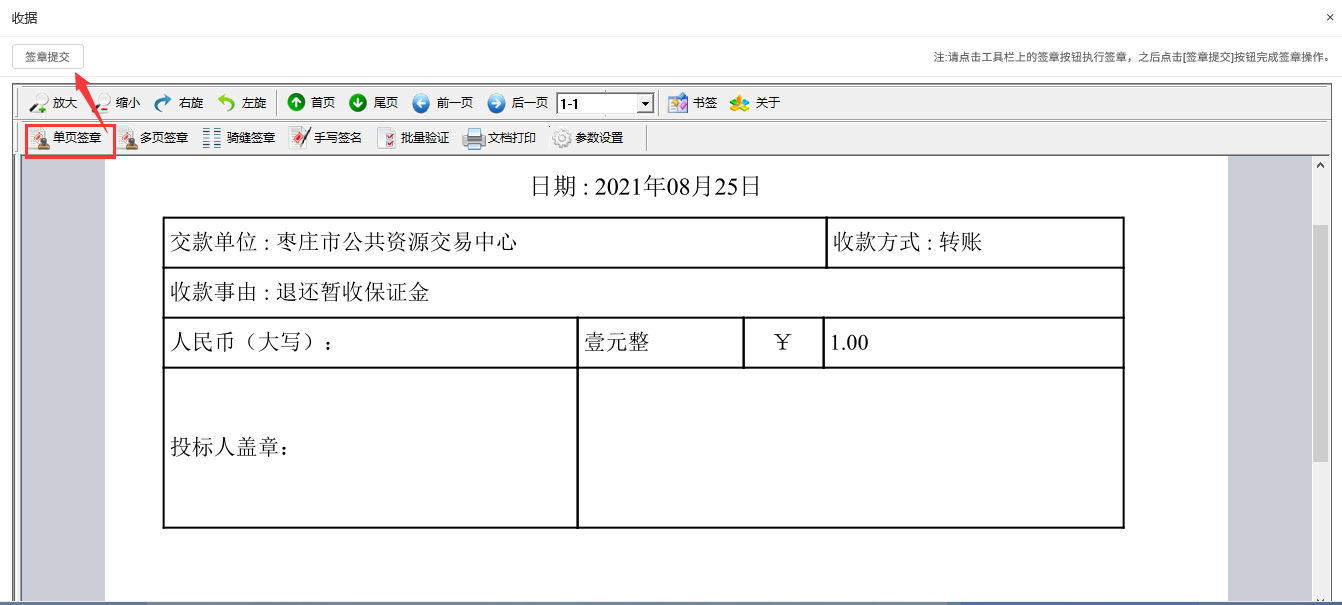 收据 ×
签章提交 注:请点击工具栏上的签章按钮执行签章，之后点击[签章提交]按钮完成签章操作。
放大 缩小 右旋 左旋 首页 尾页 前一页 后一页 1-1 书签 关于
单页签章 多页签章 骑缝签章 手写签名 批量验证 文档打印 参数设置
日期 : 2021年08月25日
交款单位 : 枣庄市公共资源交易中心 收款方式 : 转账
收款事由 : 退还暂收保证金
人民币（大写）： 壹元整 ￥ 1.00
投标人盖章：